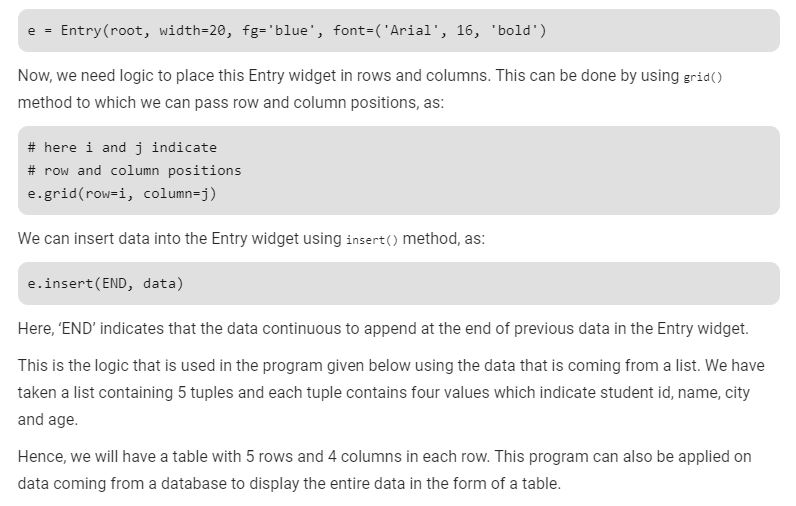 e = Entry(root, width=20, fg='blue', font=('Arial', 16, 'bold')
Now, we need logic to place this Entry widget in rows and columns. This can be done by using grid()
method to which we can pass row and column positions, as:
# here i and j indicate
# row and column positions
e.grid(row=i, column=j)
We can insert data into the Entry widget using insert() method, as:
e.insert(END, data)
Here, ‘END’ indicates that the data continuous to append at the end of previous data in the Entry widget.
This is the logic that is used in the program given below using the data that is coming from a list. We have
taken a list containing 5 tuples and each tuple contains four values which indicate student id, name, city
and age.
Hence, we will have a table with 5 rows and 4 columns in each row. This program can also be applied on
data coming from a database to display the entire data in the form of a table.